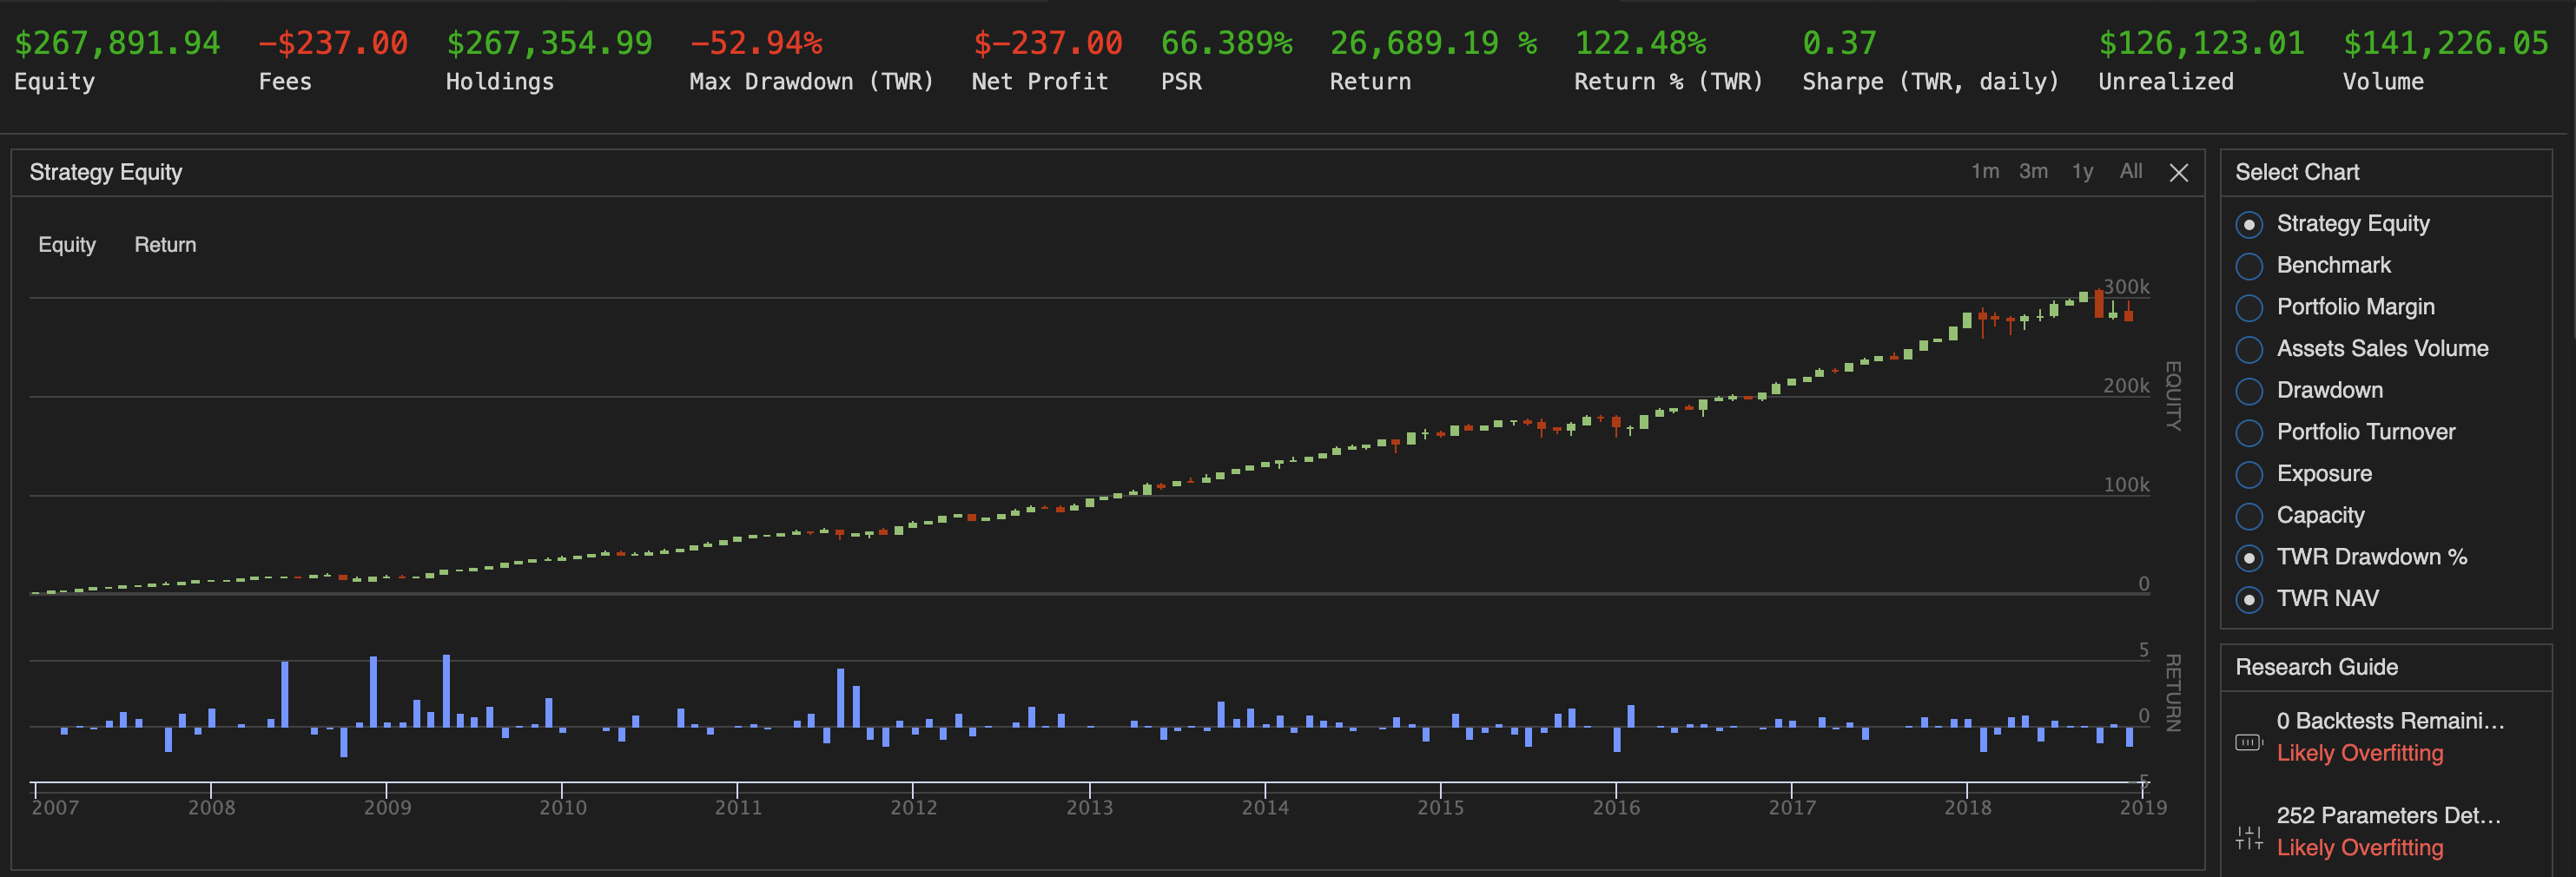 $267,891.94 -$237.00 $267,354.99 -52.94% $-237.00 66.389% 26,689.19 % 122.48% 0.37 $126,123.01 $141,226.05
Equity Fees Holdings Max Drawdown (TWR) Net Profit PSR Return Return % (TWR) Sharpe (TWR, daily) Unrealized Volume
Strategy Equity 1m 3m 1y All
Equity Return
300k
200k
EQUITY
100k
0
5
0
RETURN
-5
2007 2008 2009 2010 2011 2012 2013 2014 2015 2016 2017 2018 2019
Select Chart
Strategy Equity
Benchmark
Portfolio Margin
Assets Sales Volume
Drawdown
Portfolio Turnover
Exposure
Capacity
TWR Drawdown %
TWR NAV
Research Guide
0 Backtests Remaini...
Likely Overfitting
252 Parameters Det...
Likely Overfitting